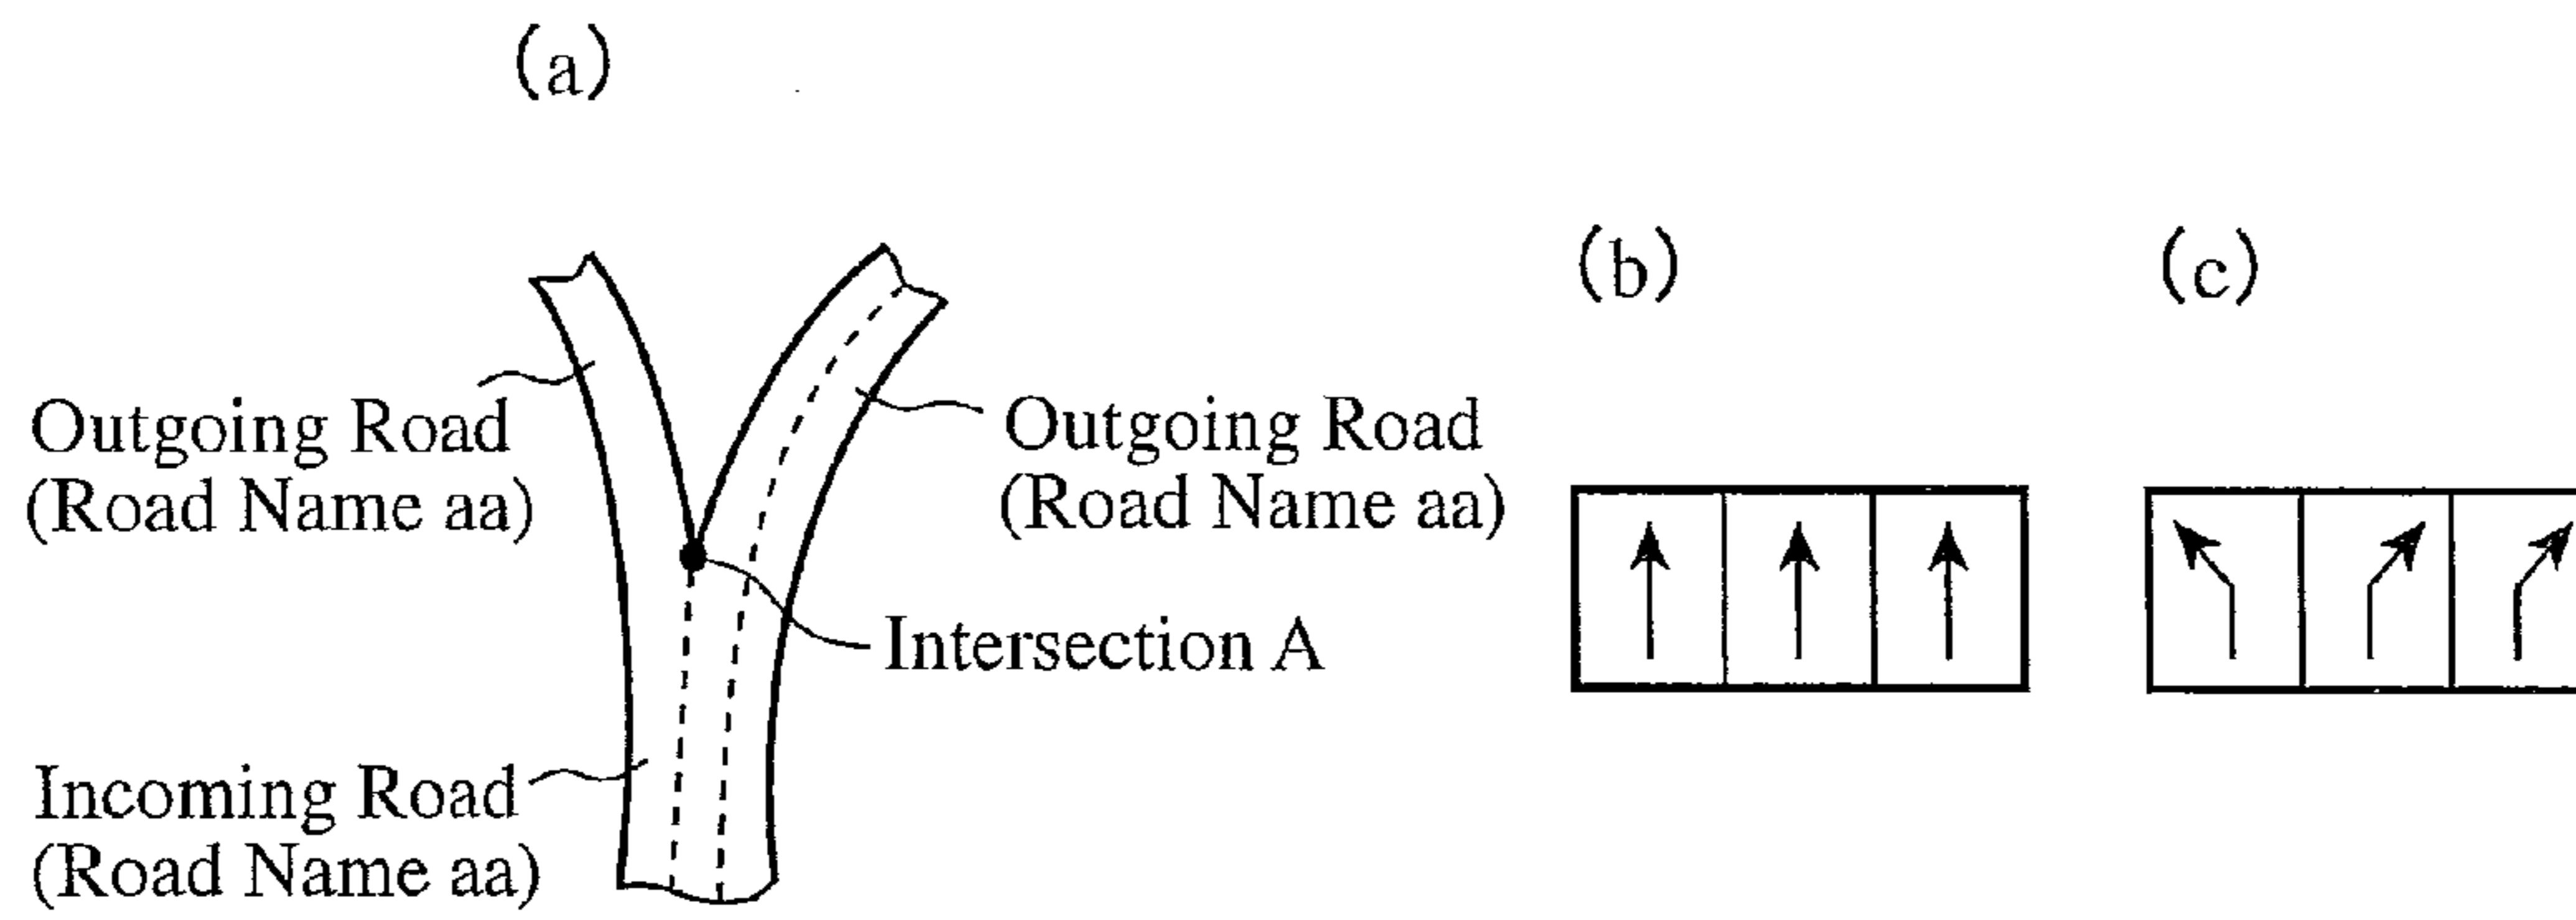 (a)
(b)
(c)
Outgoing Road
(Road Name aa)
Outgoing Road
(Road Name aa)
Intersection A
Incoming Road
(Road Name aa)